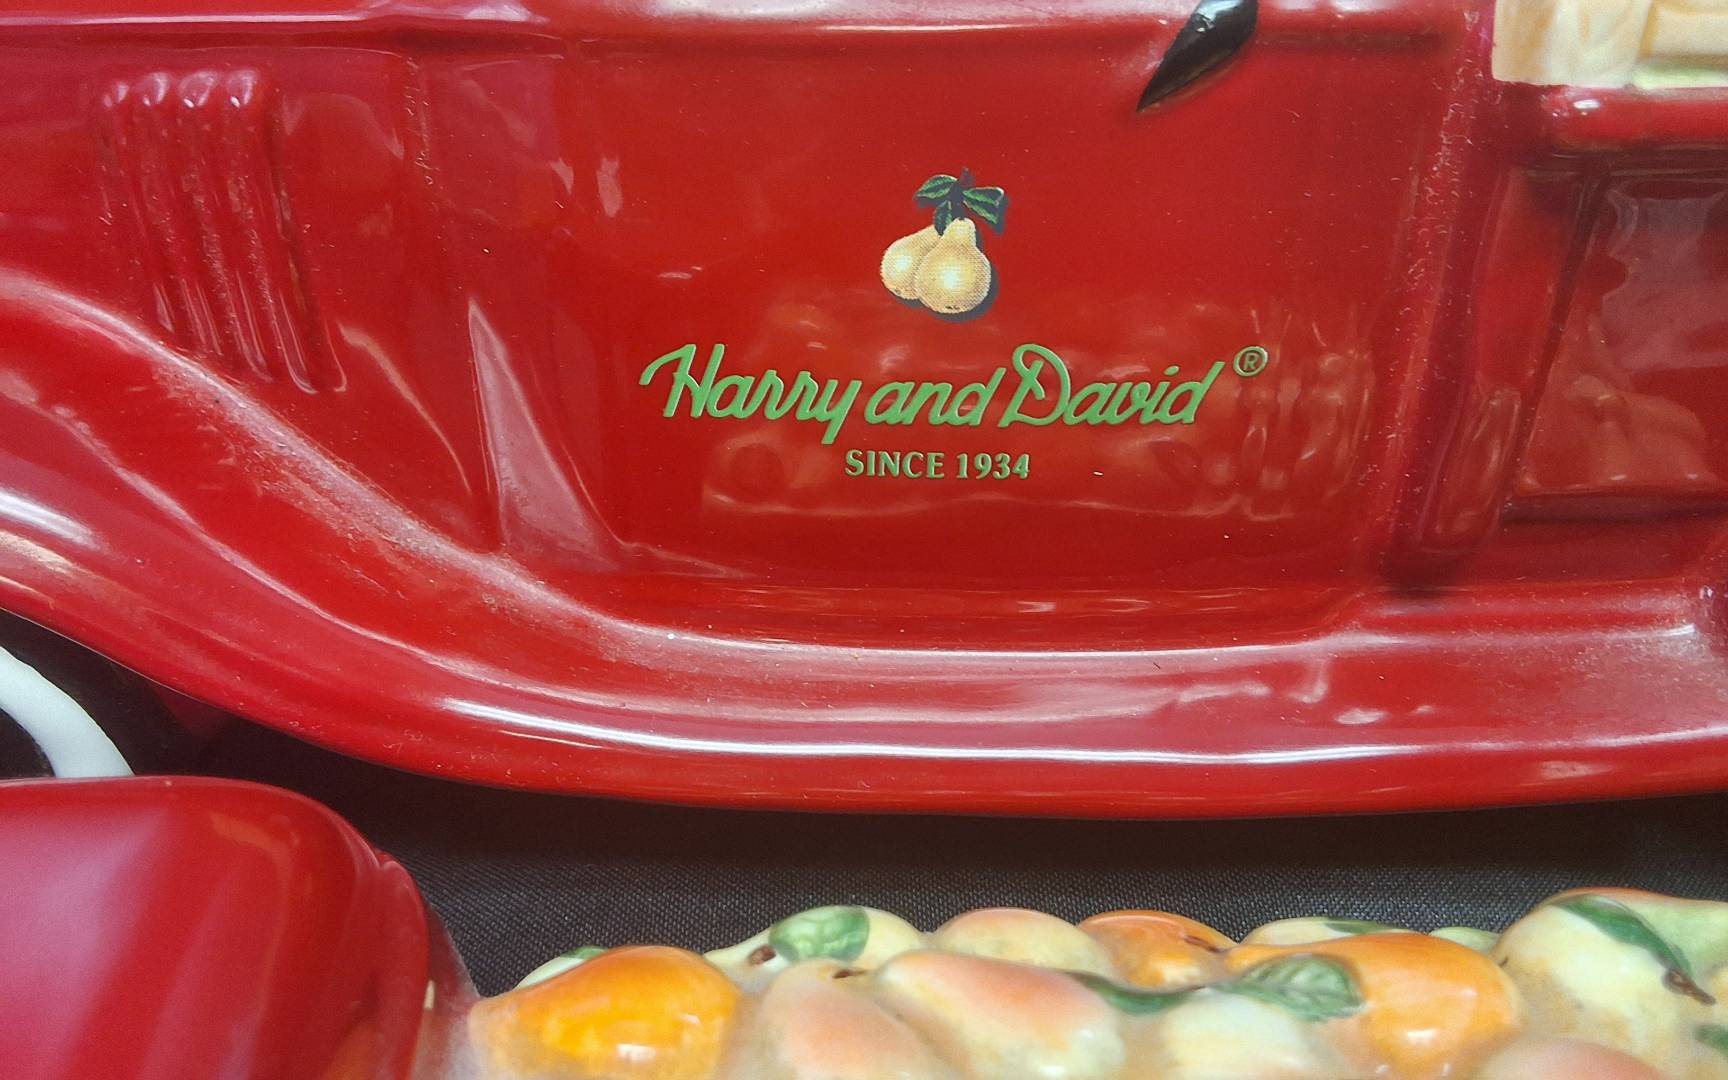 Harry and David®
SINCE 1934